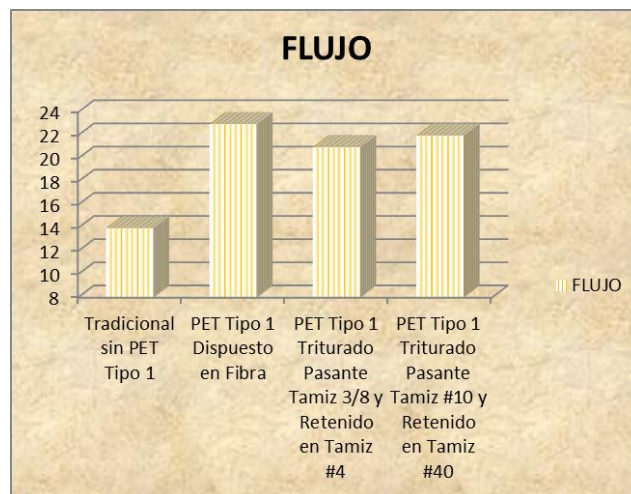 FLUJO
24
22
20
18
16
14
12
10
8
Tradicional
sin PET
Tipo 1
PET Tipo 1
Dispuesto
en Fibra
PET Tipo 1
Triturado
Pasante
Tamiz 3/8 y
Retenido
en Tamiz
#4
PET Tipo 1
Triturado
Pasante
Tamiz #10 y
Retenido
en Tamiz
#40
FLUJO